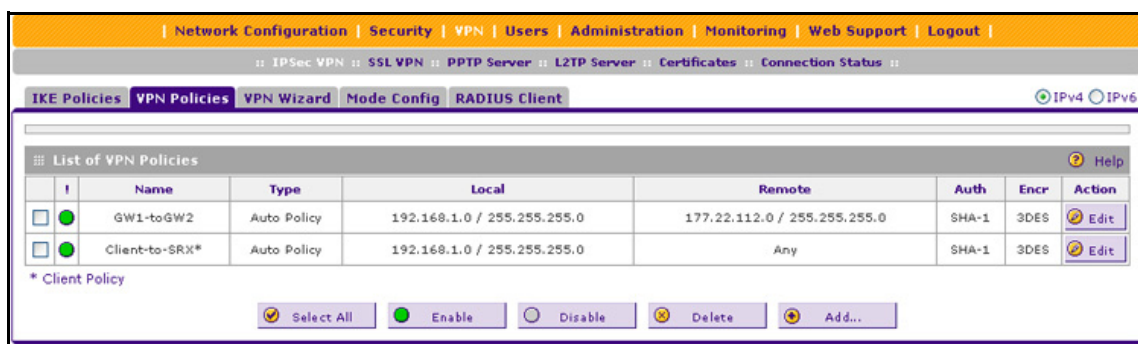 | Network Configuration | Security | VPN | Users | Administration | Monitoring | Web Support | Logout |
:: IPSec VPN :: SSL VPN :: PPTP Server :: L2TP Server :: Certificates :: Connection Status ::
IKE Policies VPN Policies VPN Wizard Mode Config RADIUS Client IPv4 IPv6
List of VPN Policies ? Help
! Name Type Local Remote Auth Encr Action
GW1-toGW2 Auto Policy 192.168.1.0 / 255.255.255.0 177.22.112.0 / 255.255.255.0 SHA-1 3DES Edit
Client-to-SRX* Auto Policy 192.168.1.0 / 255.255.255.0 Any SHA-1 3DES Edit
* Client Policy
Select All Enable Disable Delete Add...